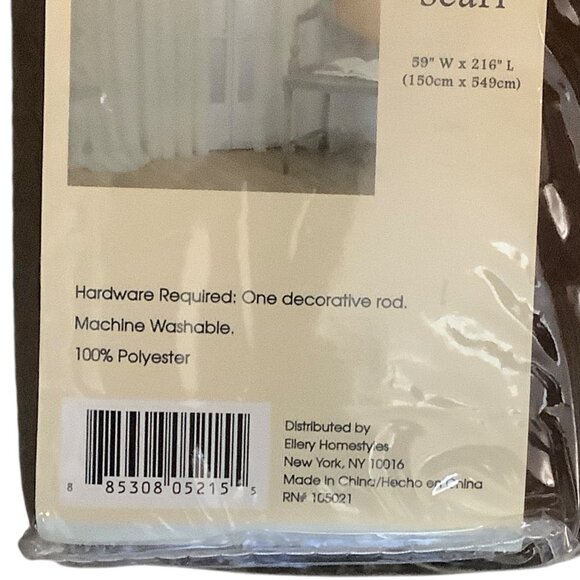 scarf
59" W x 216" L
(150cm x 549cm)
Hardware Required: One decorative rod.
Machine Washable.
100% Polyester
8 85308 05215 5
Distributed by
Ellery Homestyles
New York, NY 10016
Made in China/Hecho en China
RN# 105021